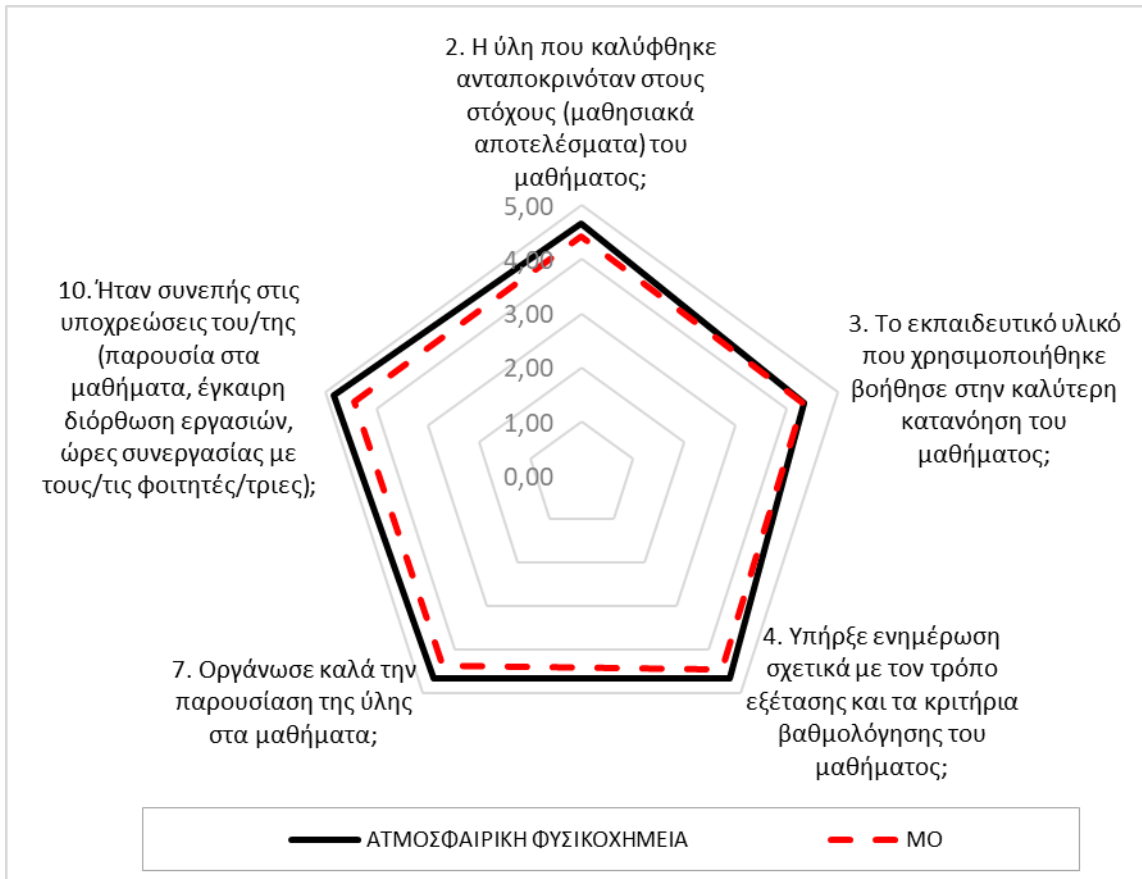 2. Η ύλη που καλύφθηκε
ανταποκρινόταν στους
στόχους (μαθησιακά
αποτελέσματα) του
μαθήματος;
5,00
4,00
3,00
2,00
1,00
0,00
3. Το εκπαιδευτικό υλικό
που χρησιμοποιήθηκε
βοήθησε στην καλύτερη
κατανόηση του
μαθήματος;
4. Υπήρξε ενημέρωση
σχετικά με τον τρόπο
εξέτασης και τα κριτήρια
βαθμολόγησης του
μαθήματος;
7. Οργάνωσε καλά την
παρουσίαση της ύλης
στα μαθήματα;
10. Ήταν συνεπής στις
υποχρεώσεις του/της
(παρουσία στα
μαθήματα, έγκαιρη
διόρθωση εργασιών,
ώρες συνεργασίας με
τους/τις φοιτητές/τριες);
ΑΤΜΟΣΦΑΙΡΙΚΗ ΦΥΣΙΚΟΧΗΜΕΙΑ
ΜΟ